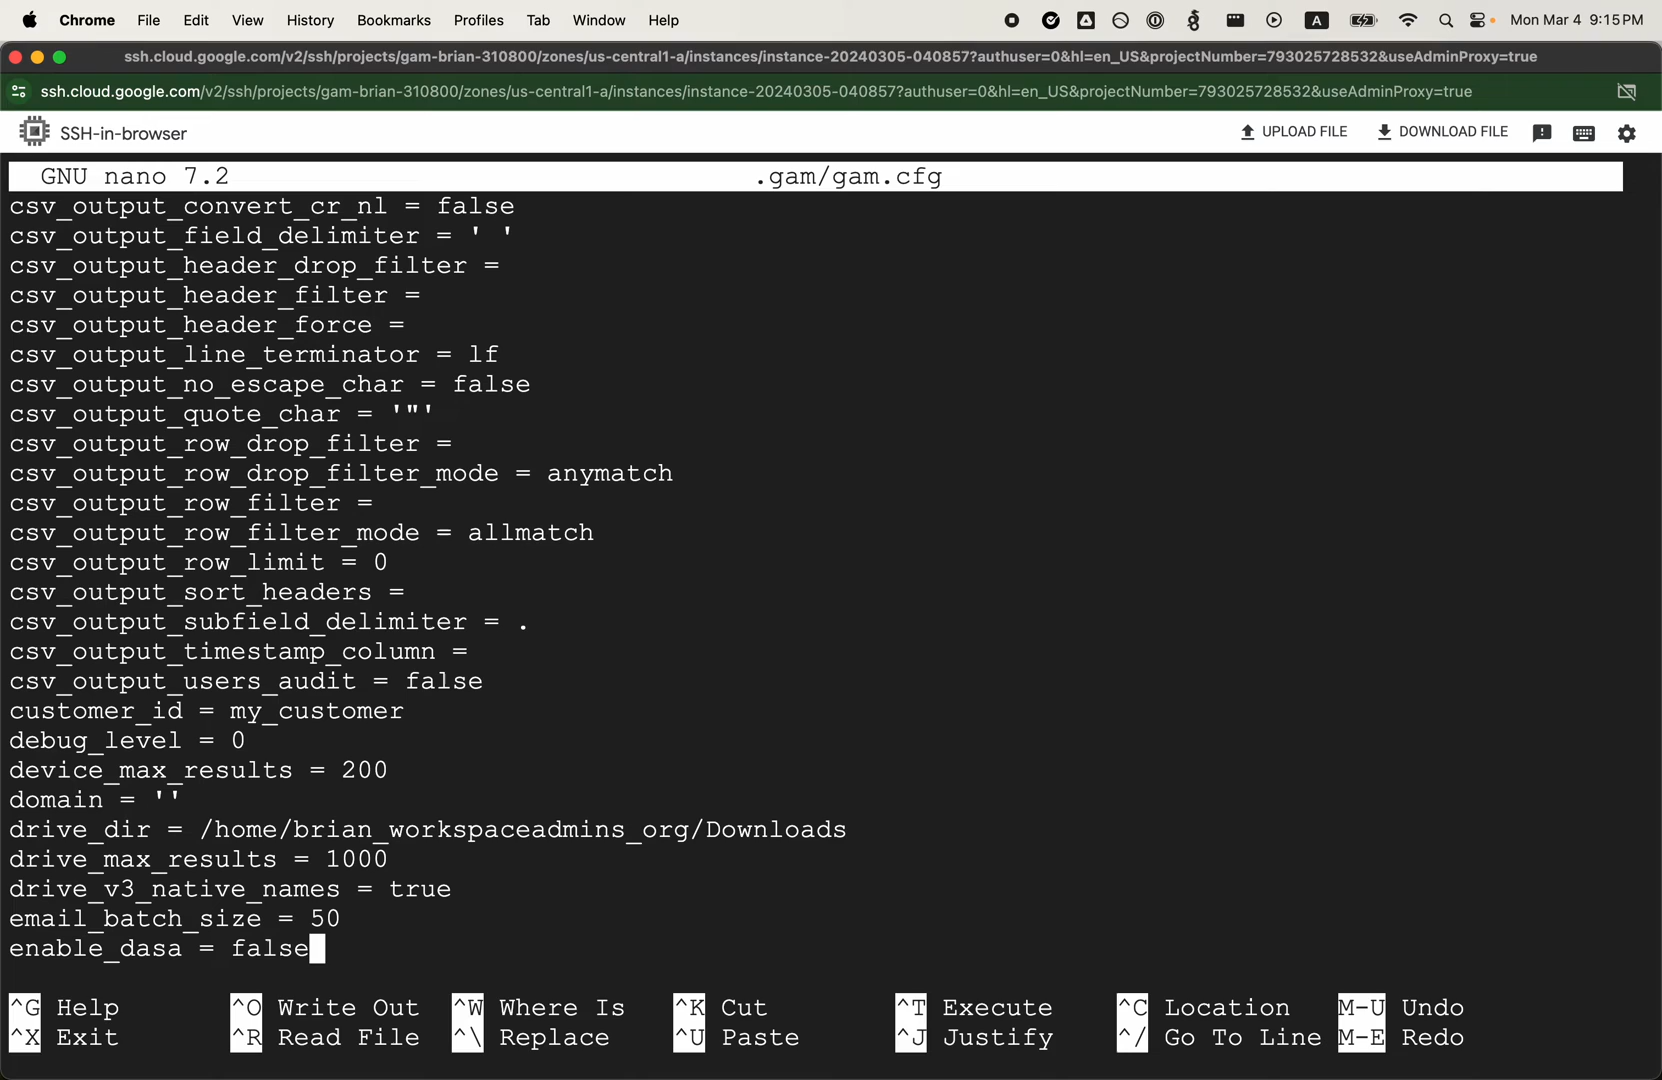 Chrome File Edit View History Bookmarks Profiles Tab Window Help A Mon Mar 4 9:15 PM
ssh.cloud.google.com/v2/ssh/projects/gam-brian-310800/zones/us-central1-a/instances/instance-20240305-040857?authuser=0&hl=en_US&projectNumber=793025728532&useAdminProxy=true
ssh.cloud.google.com/v2/ssh/projects/gam-brian-310800/zones/us-central1-a/instances/instance-20240305-040857?authuser=0&hl=en_US&projectNumber=793025728532&useAdminProxy=true
SSH-in-browser UPLOAD FILE DOWNLOAD FILE
GNU nano 7.2 .gam/gam.cfg
csv_output_convert_cr_nl = false
csv_output_field_delimiter = ' '
csv_output_header_drop_filter =
csv_output_header_filter =
csv_output_header_force =
csv_output_line_terminator = lf
csv_output_no_escape_char = false
csv_output_quote_char = '"'
csv_output_row_drop_filter =
csv_output_row_drop_filter_mode = anymatch
csv_output_row_filter =
csv_output_row_filter_mode = allmatch
csv_output_row_limit = 0
csv_output_sort_headers =
csv_output_subfield_delimiter = .
csv_output_timestamp_column =
csv_output_users_audit = false
customer_id = my_customer
debug_level = 0
device_max_results = 200
domain = ''
drive_dir = /home/brian_workspaceadmins_org/Downloads
drive_max_results = 1000
drive_v3_native_names = true
email_batch_size = 50
enable_dasa = false
^G Help ^O Write Out ^W Where Is ^K Cut ^T Execute ^C Location M-U Undo
^X Exit ^R Read File ^\ Replace ^U Paste ^J Justify ^/ Go To Line M-E Redo